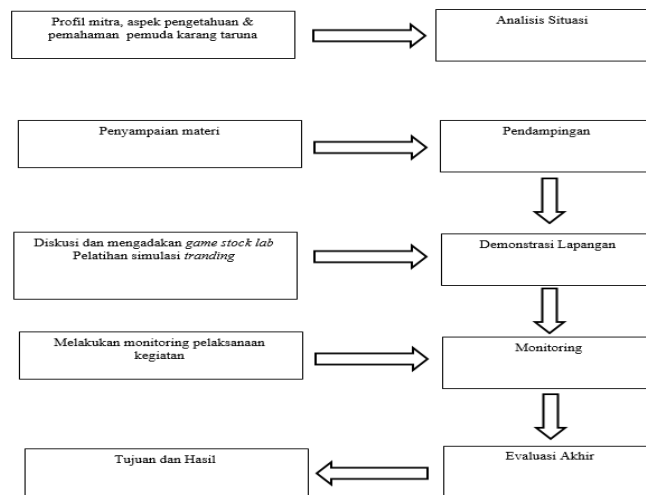 Profil mitra, aspek pengetahuan &
pemahaman pemuda karang taruna
Analisis Situasi
Penyampaian materi
Pendampingan
Diskusi dan mengadakan game stock lab
Pelatihan simulasi tranding
Demonstrasi Lapangan
Melakukan monitoring pelaksanaan
kegiatan
Monitoring
Tujuan dan Hasil
Evaluasi Akhir